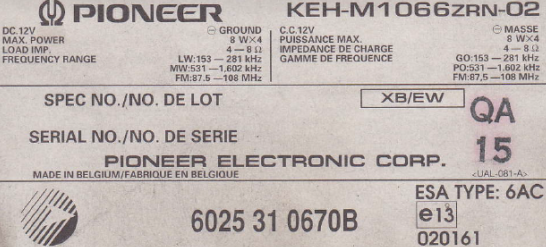 PIONEER KEH-M1066ZRN-02
DC.12V ⊖ GROUND
MAX. POWER 8 W×4
LOAD IMP. 4 — 8 Ω
FREQUENCY RANGE LW:153 — 281 kHz
MW:531 — 1,602 kHz
FM:87.5 — 108 MHz
C.C.12V ⊖ MASSE
PUISSANCE MAX. 8 W×4
IMPEDANCE DE CHARGE 4 — 8 Ω
GAMME DE FREQUENCE GO:153 — 281 kHz
PO:531 — 1,602 kHz
FM:87,5 — 108 MHz
SPEC NO./NO. DE LOT XB/EW QA
SERIAL NO./NO. DE SERIE 15
PIONEER ELECTRONIC CORP.
MADE IN BELGIUM/FABRIQUE EN BELGIQUE <UAL-081-A>
ESA TYPE: 6AC
6025 31 0670B e13
020161